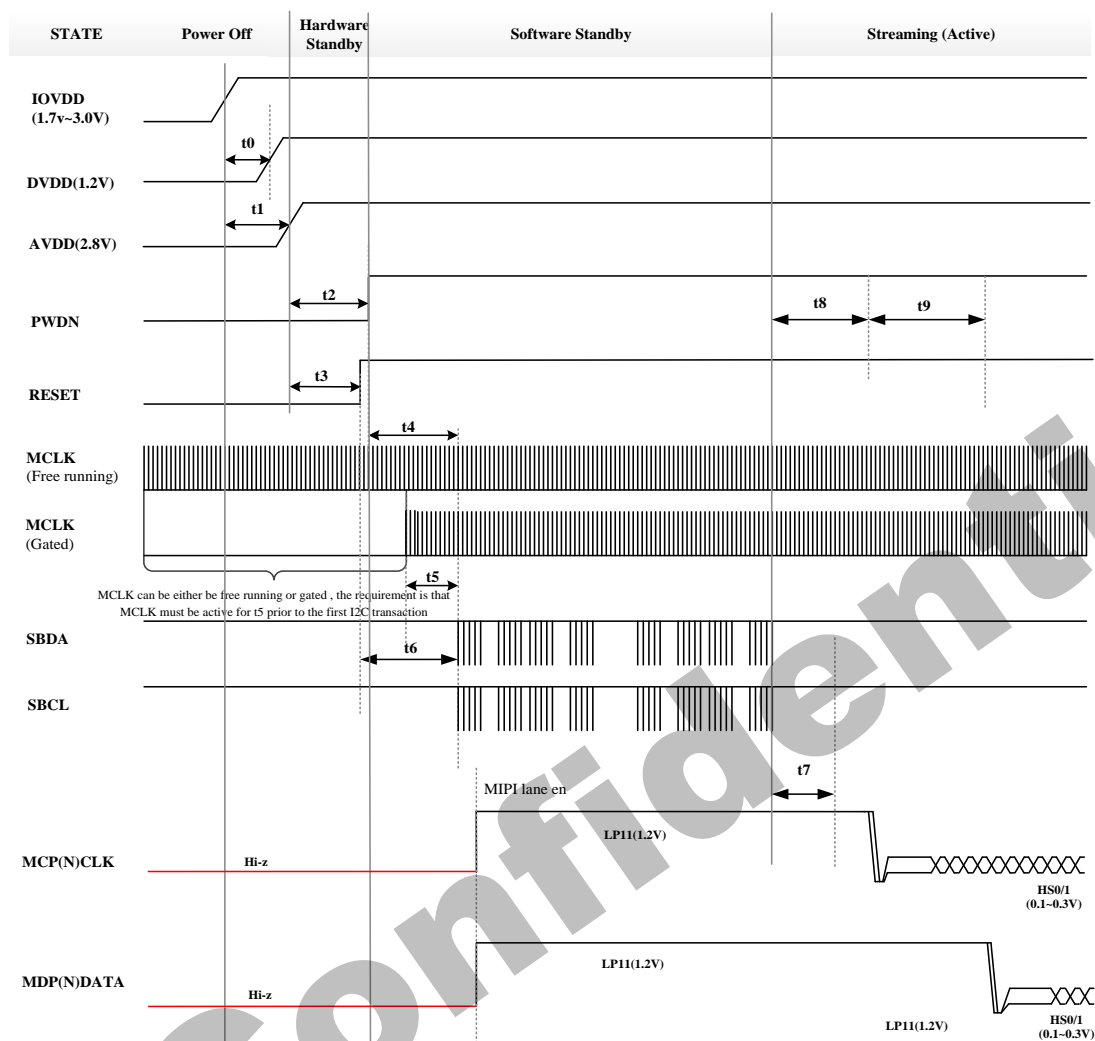 STATE Power Off Hardware Standby Software Standby Streaming (Active)
IOVDD
(1.7v~3.0V)
t0
DVDD(1.2V)
t1
AVDD(2.8V)
t2
t8 t9
PWDN
t3
RESET
t4
MCLK
(Free running)
MCLK
(Gated)
t5
MCLK can be either be free running or gated , the requirement is that
MCLK must be active for t5 prior to the first I2C transaction
SBDA
t6
SBCL
t7
MIPI lane en
LP11(1.2V)
MCP(N)CLK Hi-z
HS0/1
(0.1~0.3V)
LP11(1.2V)
MDP(N)DATA
Hi-z
LP11(1.2V)
HS0/1
(0.1~0.3V)
Confidenti